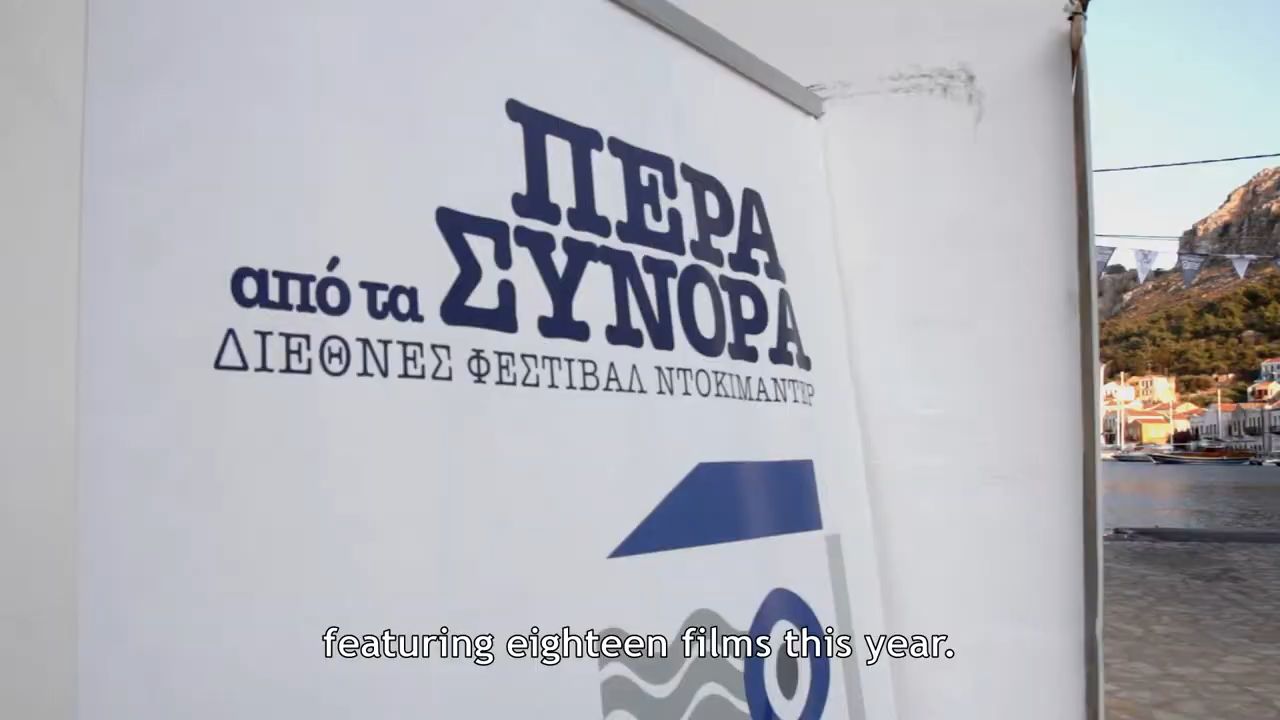 ΠΕΡΑ
από τα ΣΥΝΟΡΑ
ΔΙΕΘΝΕΣ ΦΕΣΤΙΒΑΛ ΝΤΟΚΙΜΑΝΤΕΡ
featuring eighteen films this year.